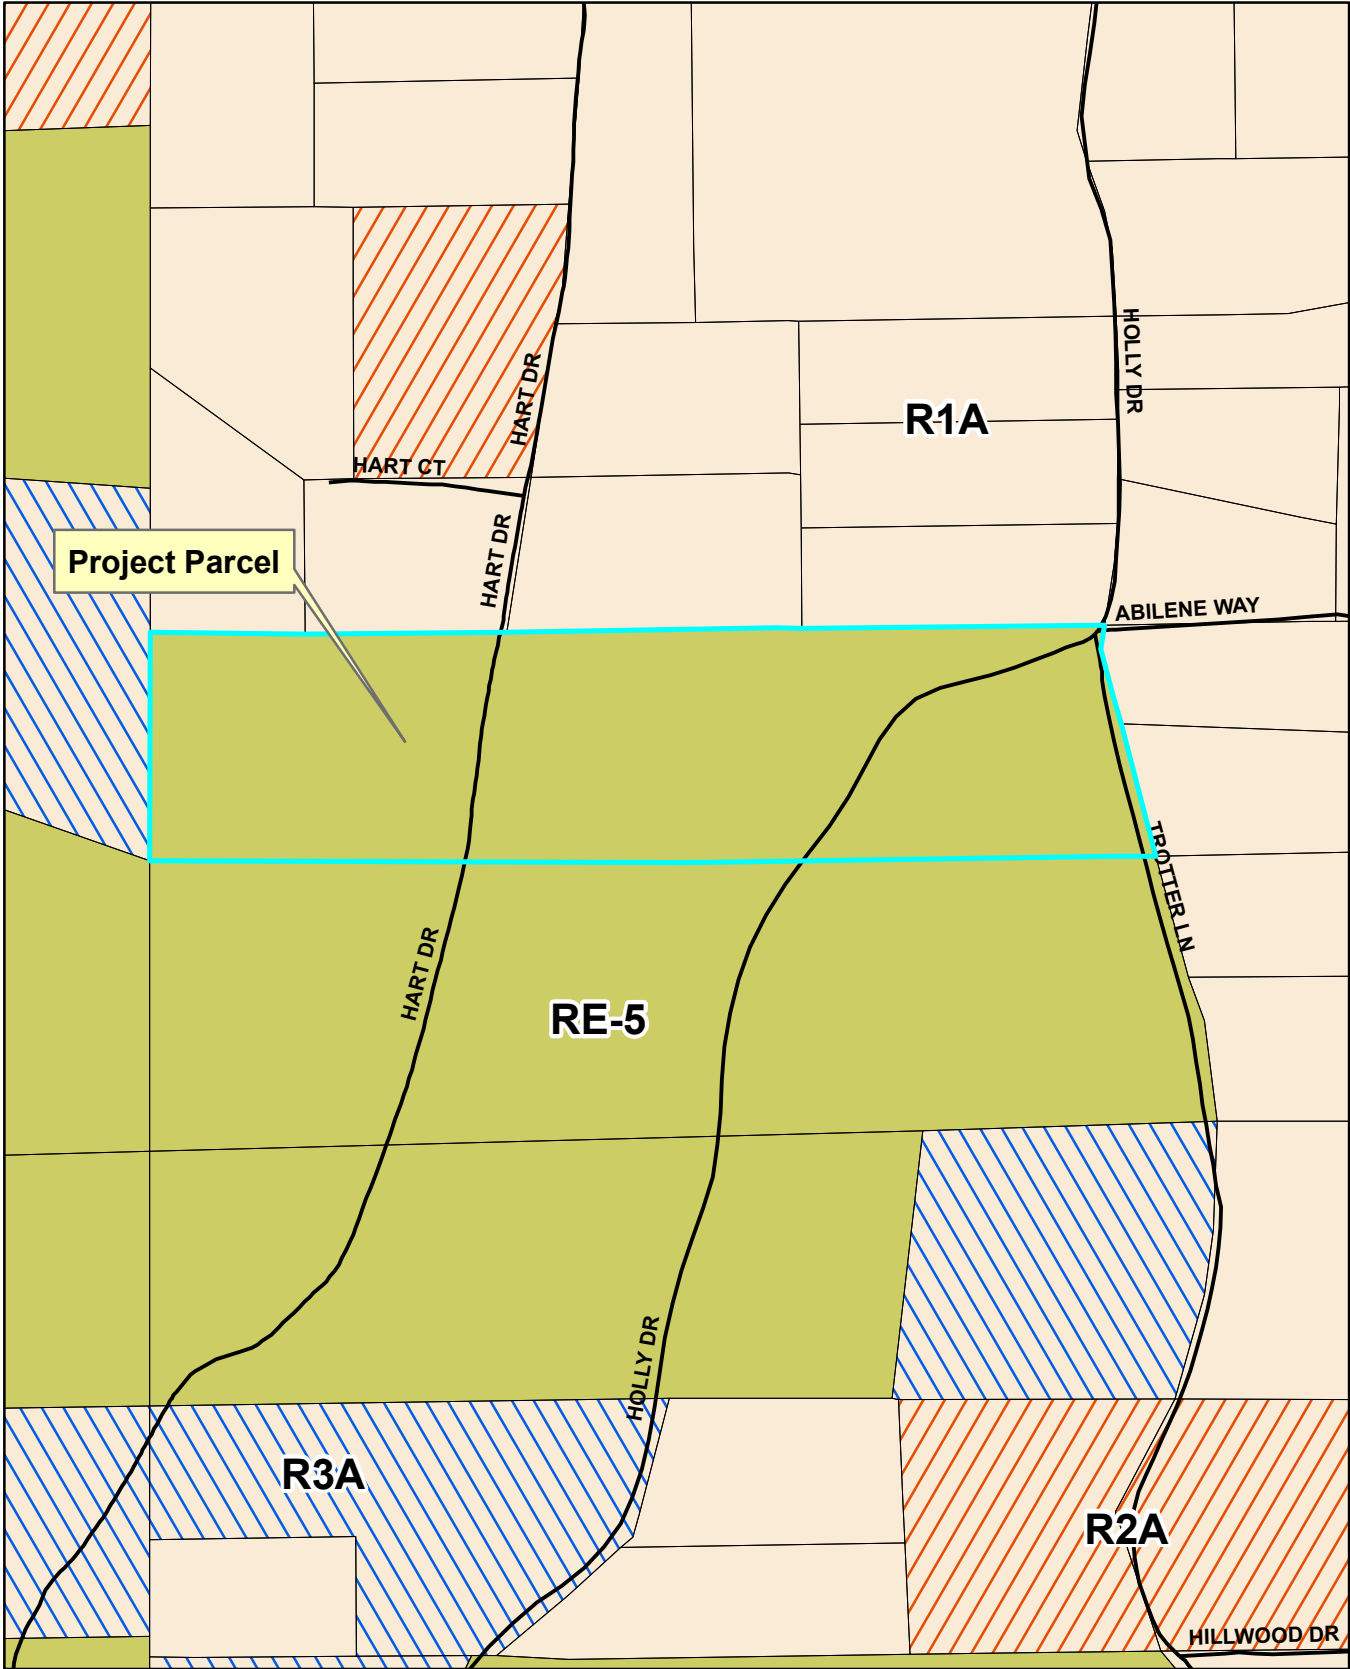 HOLLY DR
HART DR
R1A
HART CT
HART DR
Project Parcel
ABILENE WAY
TROTTER LN
HART DR
RE-5
HOLLY DR
R3A
R2A
HILLWOOD DR